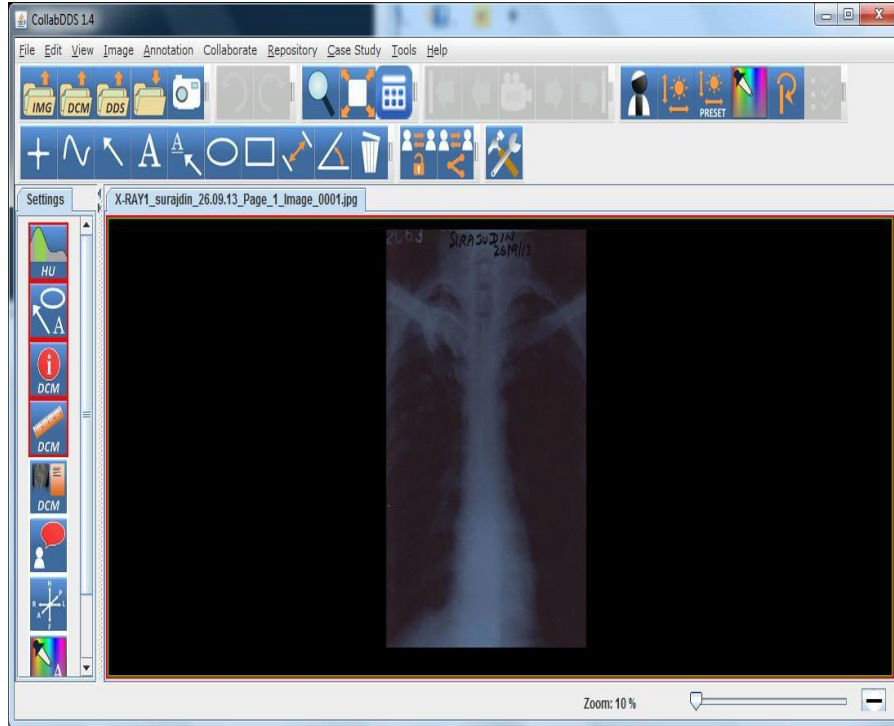 CollabDDS 1.4
File Edit View Image Annotation Collaborate Repository Case Study Tools Help
IMG DCM DDS PRESET
A A
Settings X-RAY1_surajdin_26.09.13_Page_1_Image_0001.jpg
2063 SIRAJUDIN
26/9/13
HU
A
DCM
DCM
DCM
H
R L
A
F
A
Zoom: 10 %